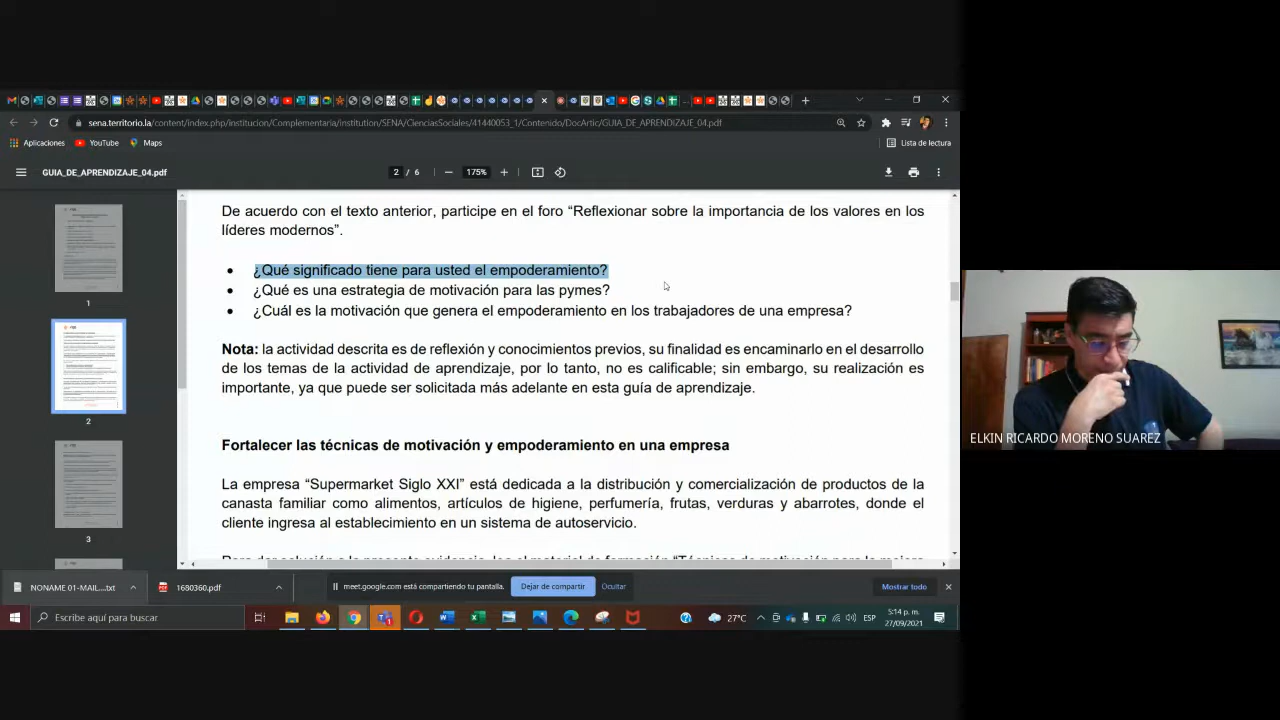 sena.territorio.la/content/index.php/institucion/Complementaria/institution/SENA/CienciasSociales/41440053_1/Contenido/DocArtic/GUIA_DE_APRENDIZAJE_04.pdf
Aplicaciones YouTube Maps Lista de lectura
GUIA_DE_APRENDIZAJE_04.pdf 2 / 6 175%
De acuerdo con el texto anterior, participe en el foro “Reflexionar sobre la importancia de los valores en los
líderes modernos”.
• ¿Qué significado tiene para usted el empoderamiento?
• ¿Qué es una estrategia de motivación para las pymes?
• ¿Cuál es la motivación que genera el empoderamiento en los trabajadores de una empresa?
1
Nota: la actividad descrita es de reflexión y conocimientos previos, su finalidad es encaminarlo en el desarrollo
de los temas de la actividad de aprendizaje, por lo tanto, no es calificable; sin embargo, su realización es
importante, ya que puede ser solicitada más adelante en esta guía de aprendizaje.
2
Fortalecer las técnicas de motivación y empoderamiento en una empresa
ELKIN RICARDO MORENO SUAREZ
La empresa “Supermarket Siglo XXI” está dedicada a la distribución y comercialización de productos de la
canasta familiar como alimentos, artículos de higiene, perfumería, frutas, verduras y abarrotes, donde el
cliente ingresa al establecimiento en un sistema de autoservicio.
3
NONAME 01-MAIL....txt 1680360.pdf meet.google.com está compartiendo tu pantalla. Dejar de compartir Ocultar Mostrar todo
Escribe aquí para buscar 27°C ESP 5:14 p. m.
27/09/2021